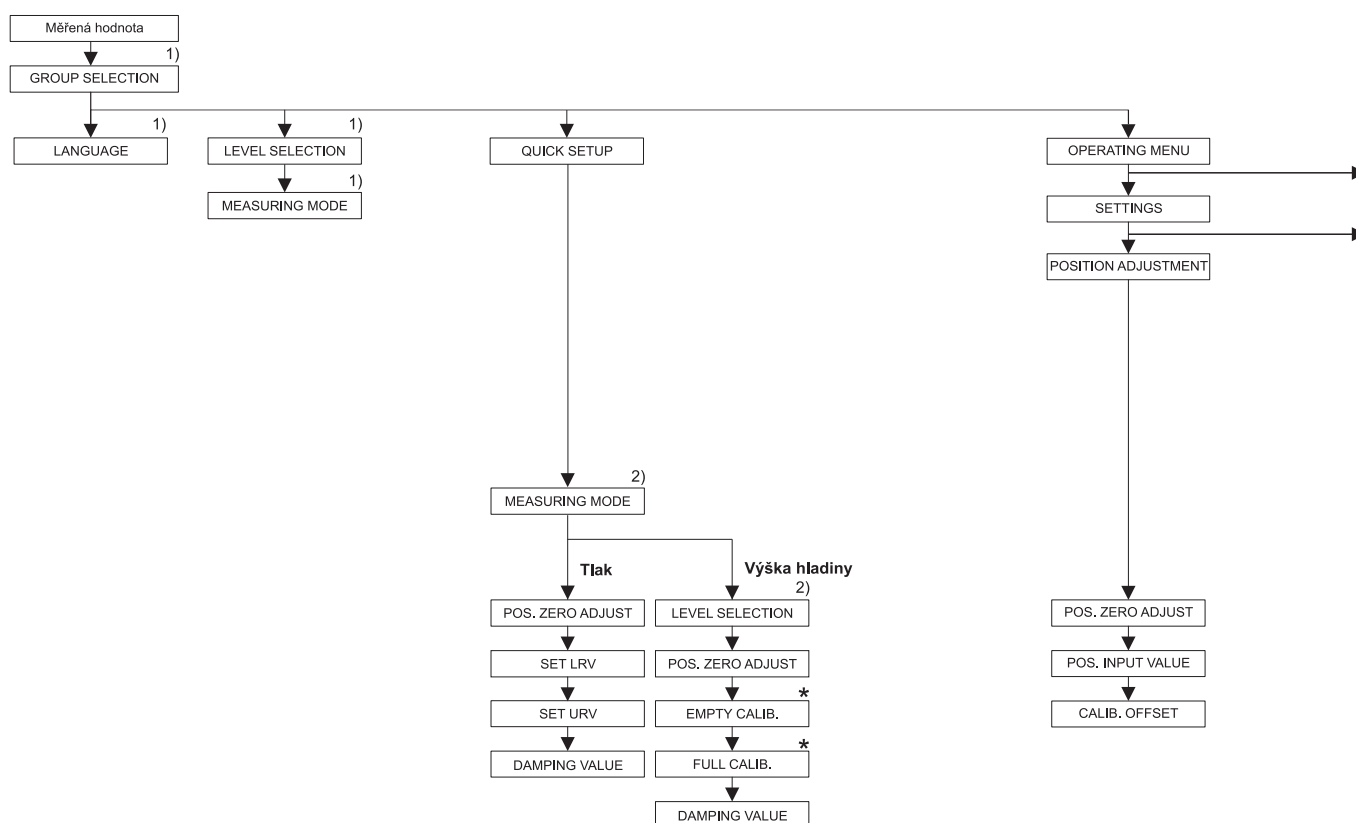 Měřená hodnota
1)
GROUP SELECTION
1)
LANGUAGE
1)
LEVEL SELECTION
1)
MEASURING MODE
QUICK SETUP
2)
MEASURING MODE
Tlak
POS. ZERO ADJUST
SET LRV
SET URV
DAMPING VALUE
Výška hladiny
2)
LEVEL SELECTION
POS. ZERO ADJUST
*
EMPTY CALIB.
*
FULL CALIB.
DAMPING VALUE
OPERATING MENU
SETTINGS
POSITION ADJUSTMENT
POS. ZERO ADJUST
POS. INPUT VALUE
CALIB. OFFSET